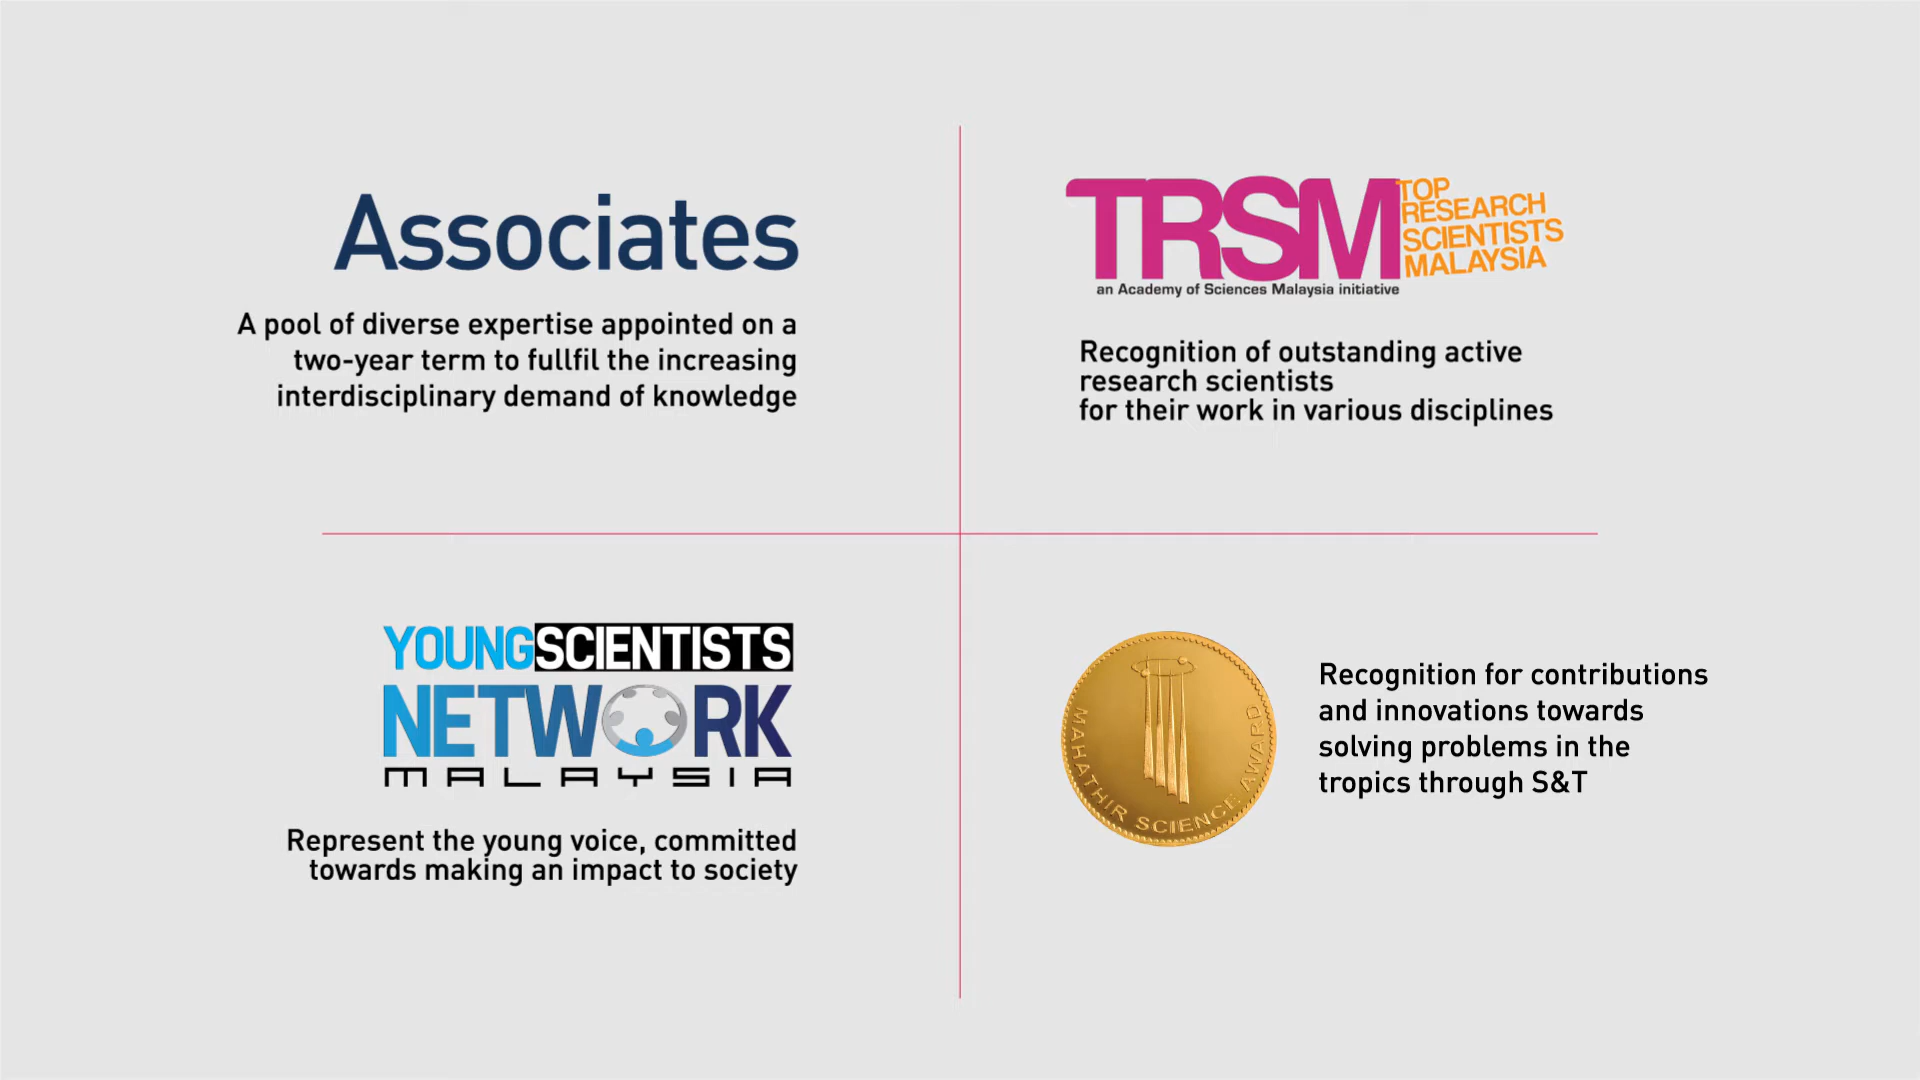 Associates
A pool of diverse expertise appointed on a
two-year term to fullfil the increasing
interdisciplinary demand of knowledge
TRSM
TOP
RESEARCH
SCIENTISTS
MALAYSIA
an Academy of Sciences Malaysia initiative
Recognition of outstanding active
research scientists
for their work in various disciplines
YOUNGSCIENTISTS
NETWORK
MALAYSIA
Represent the young voice, committed
towards making an impact to society
MAHATHIR SCIENCE AWARD
Recognition for contributions
and innovations towards
solving problems in the
tropics through S&T